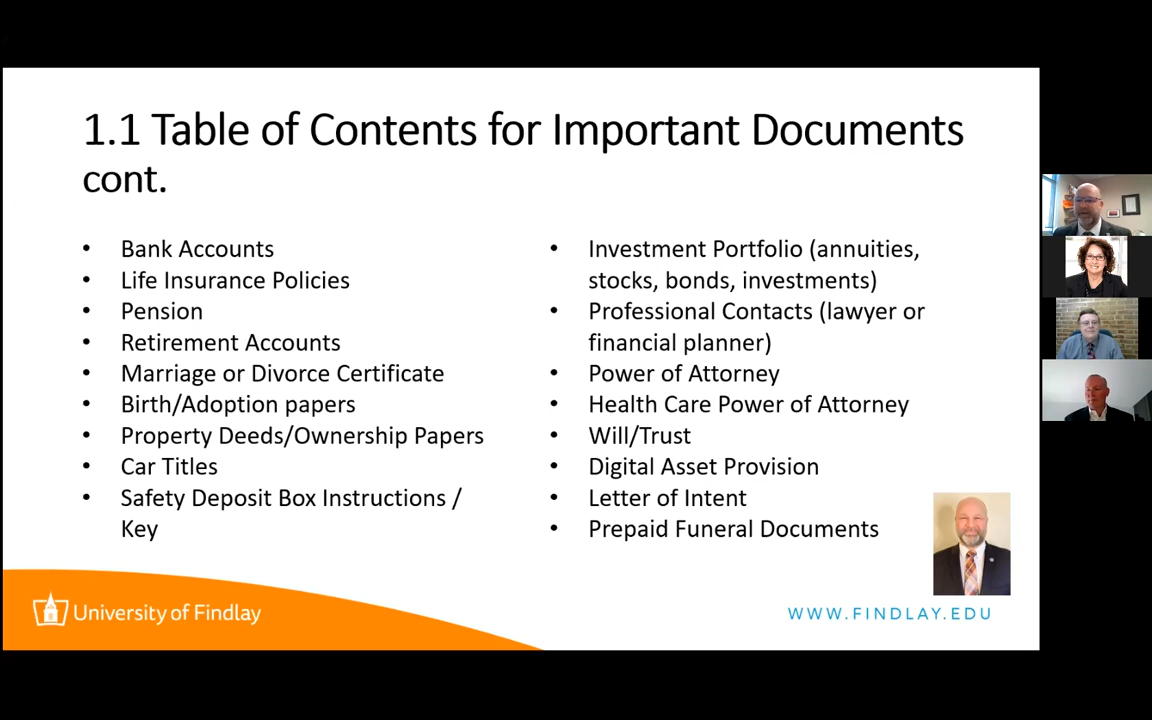 1.1 Table of Contents for Important Documents
cont.
• Bank Accounts
• Life Insurance Policies
• Pension
• Retirement Accounts
• Marriage or Divorce Certificate
• Birth/Adoption papers
• Property Deeds/Ownership Papers
• Car Titles
• Safety Deposit Box Instructions /
Key
• Investment Portfolio (annuities,
stocks, bonds, investments)
• Professional Contacts (lawyer or
financial planner)
• Power of Attorney
• Health Care Power of Attorney
• Will/Trust
• Digital Asset Provision
• Letter of Intent
• Prepaid Funeral Documents
University of Findlay
WWW.FINDLAY.EDU